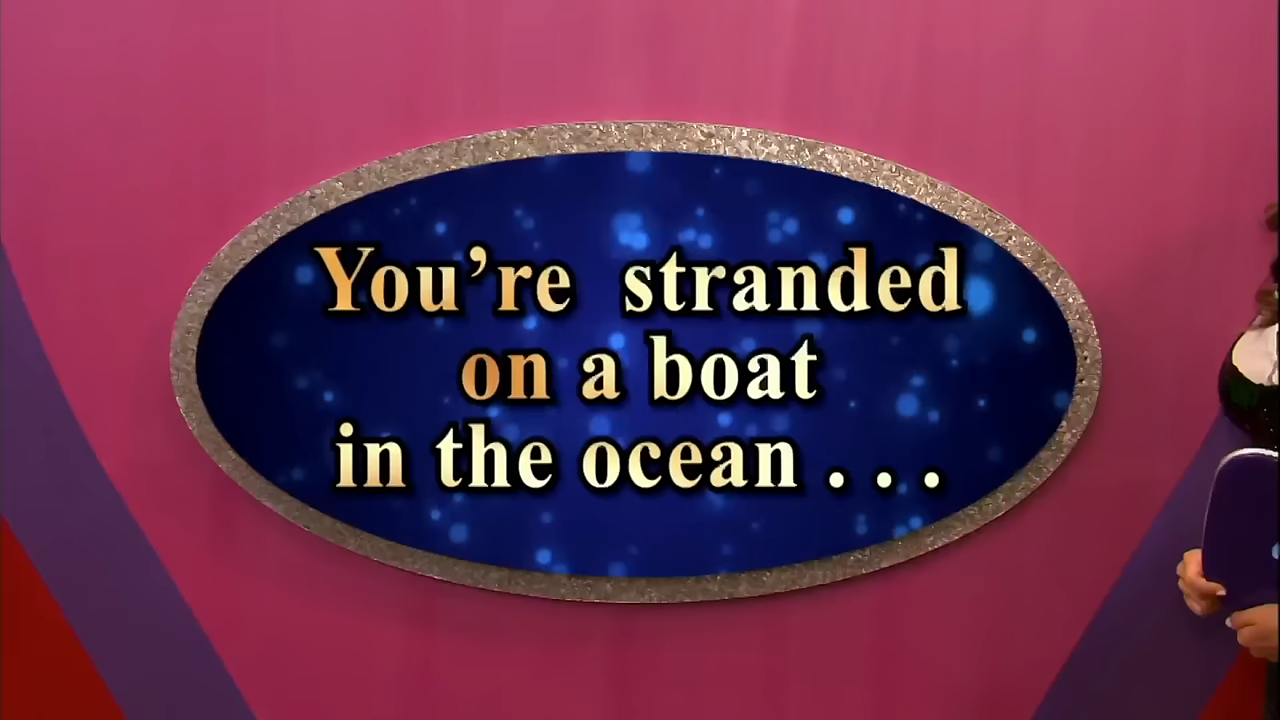 You’re stranded
on a boat
in the ocean . . .